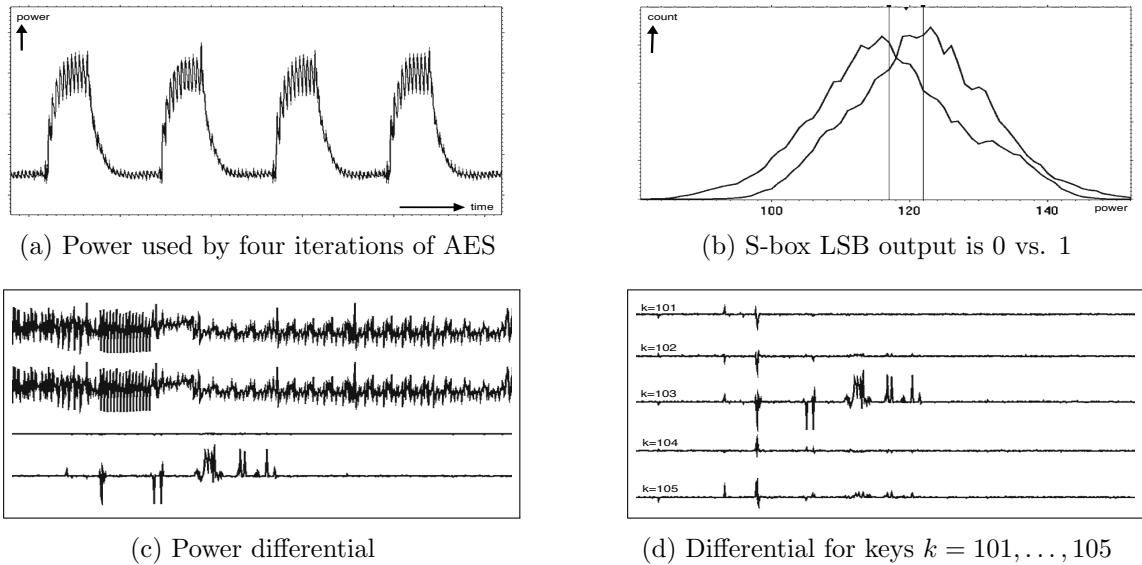 power
time
(a) Power used by four iterations of AES
count
100 120 140
power
(b) S-box LSB output is 0 vs. 1
(c) Power differential
k=101
k=102
k=103
k=104
k=105
(d) Differential for keys k = 101, . . . , 105